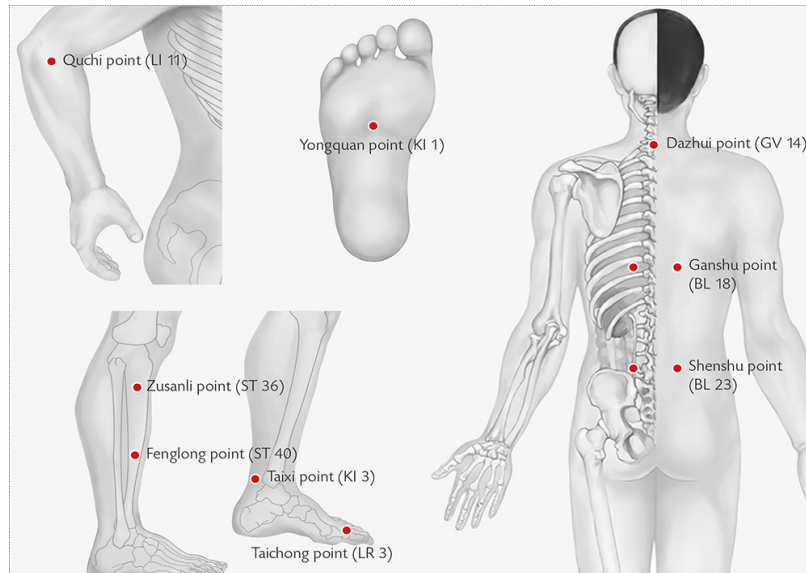 Quchi point (LI 11)
Yongquan point (KI 1)
Dazhui point (GV 14)
Ganshu point
(BL 18)
Shenshu point
(BL 23)
Zusanli point (ST 36)
Fenglong point (ST 40)
Taixi point (KI 3)
Taichong point (LR 3)